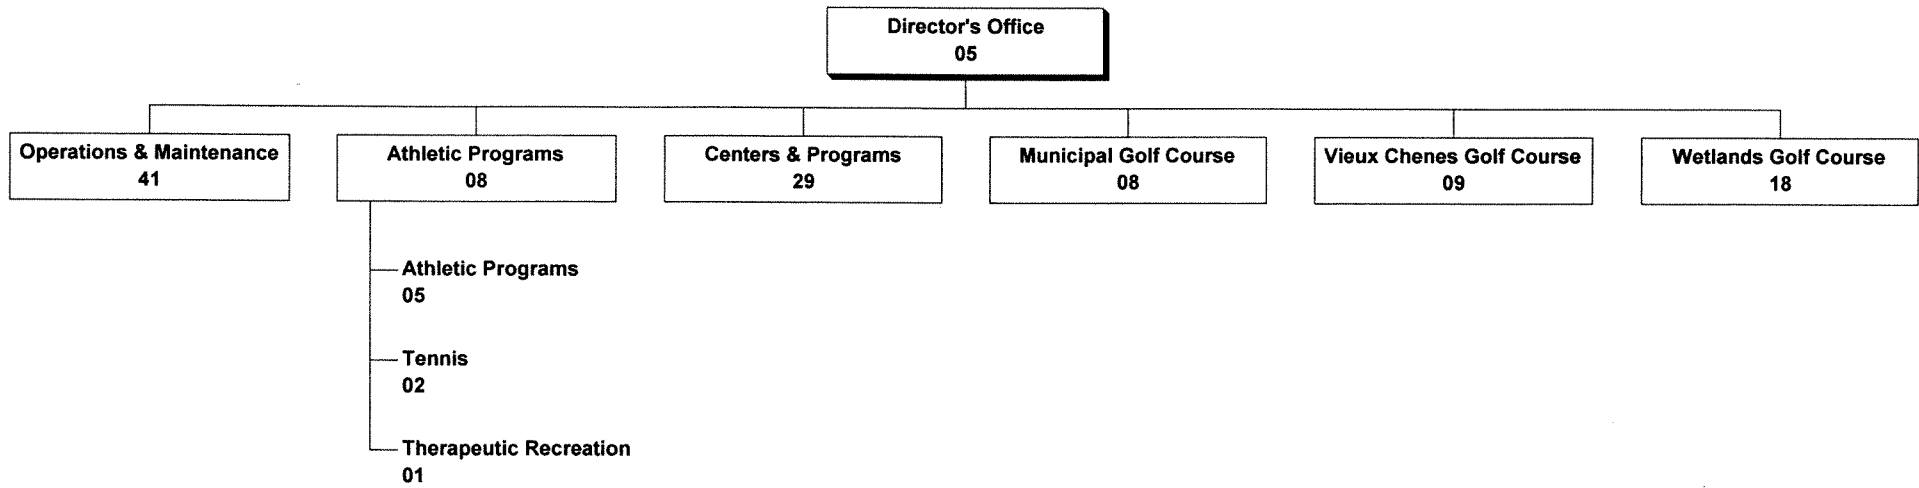 Director's Office
05
Operations & Maintenance
41
Athletic Programs
08
Centers & Programs
29
Municipal Golf Course
08
Vieux Chenes Golf Course
09
Wetlands Golf Course
18
Athletic Programs
05
Tennis
02
Therapeutic Recreation
01